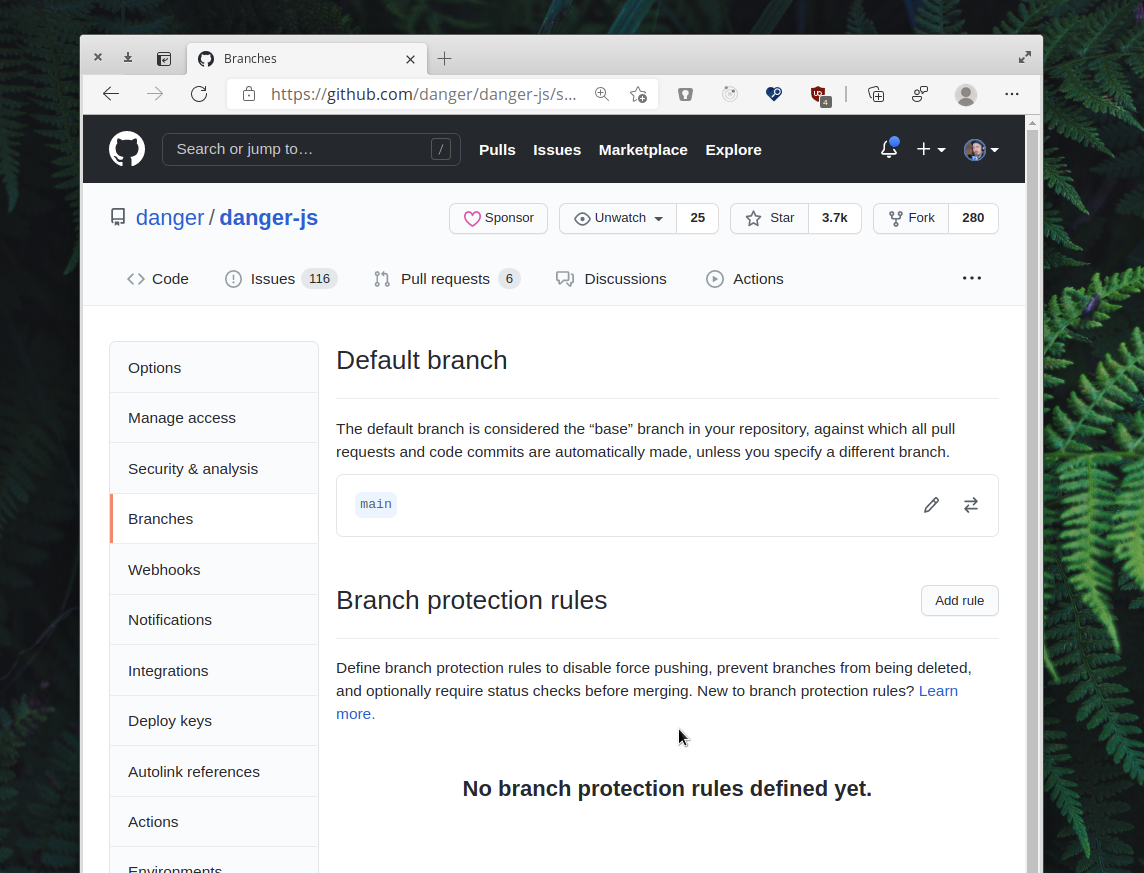 Branches
https://github.com/danger/danger-js/s...
4
Search or jump to…
/
Pulls
Issues
Marketplace
Explore
danger / danger-js
Sponsor
Unwatch
25
Star
3.7k
Fork
280
Code
Issues 116
Pull requests 6
Discussions
Actions
Options
Manage access
Security & analysis
Branches
Webhooks
Notifications
Integrations
Deploy keys
Autolink references
Actions
Environments
Default branch
The default branch is considered the “base” branch in your repository, against which all pull
requests and code commits are automatically made, unless you specify a different branch.
main
Branch protection rules
Add rule
Define branch protection rules to disable force pushing, prevent branches from being deleted,
and optionally require status checks before merging. New to branch protection rules? Learn
more.
No branch protection rules defined yet.